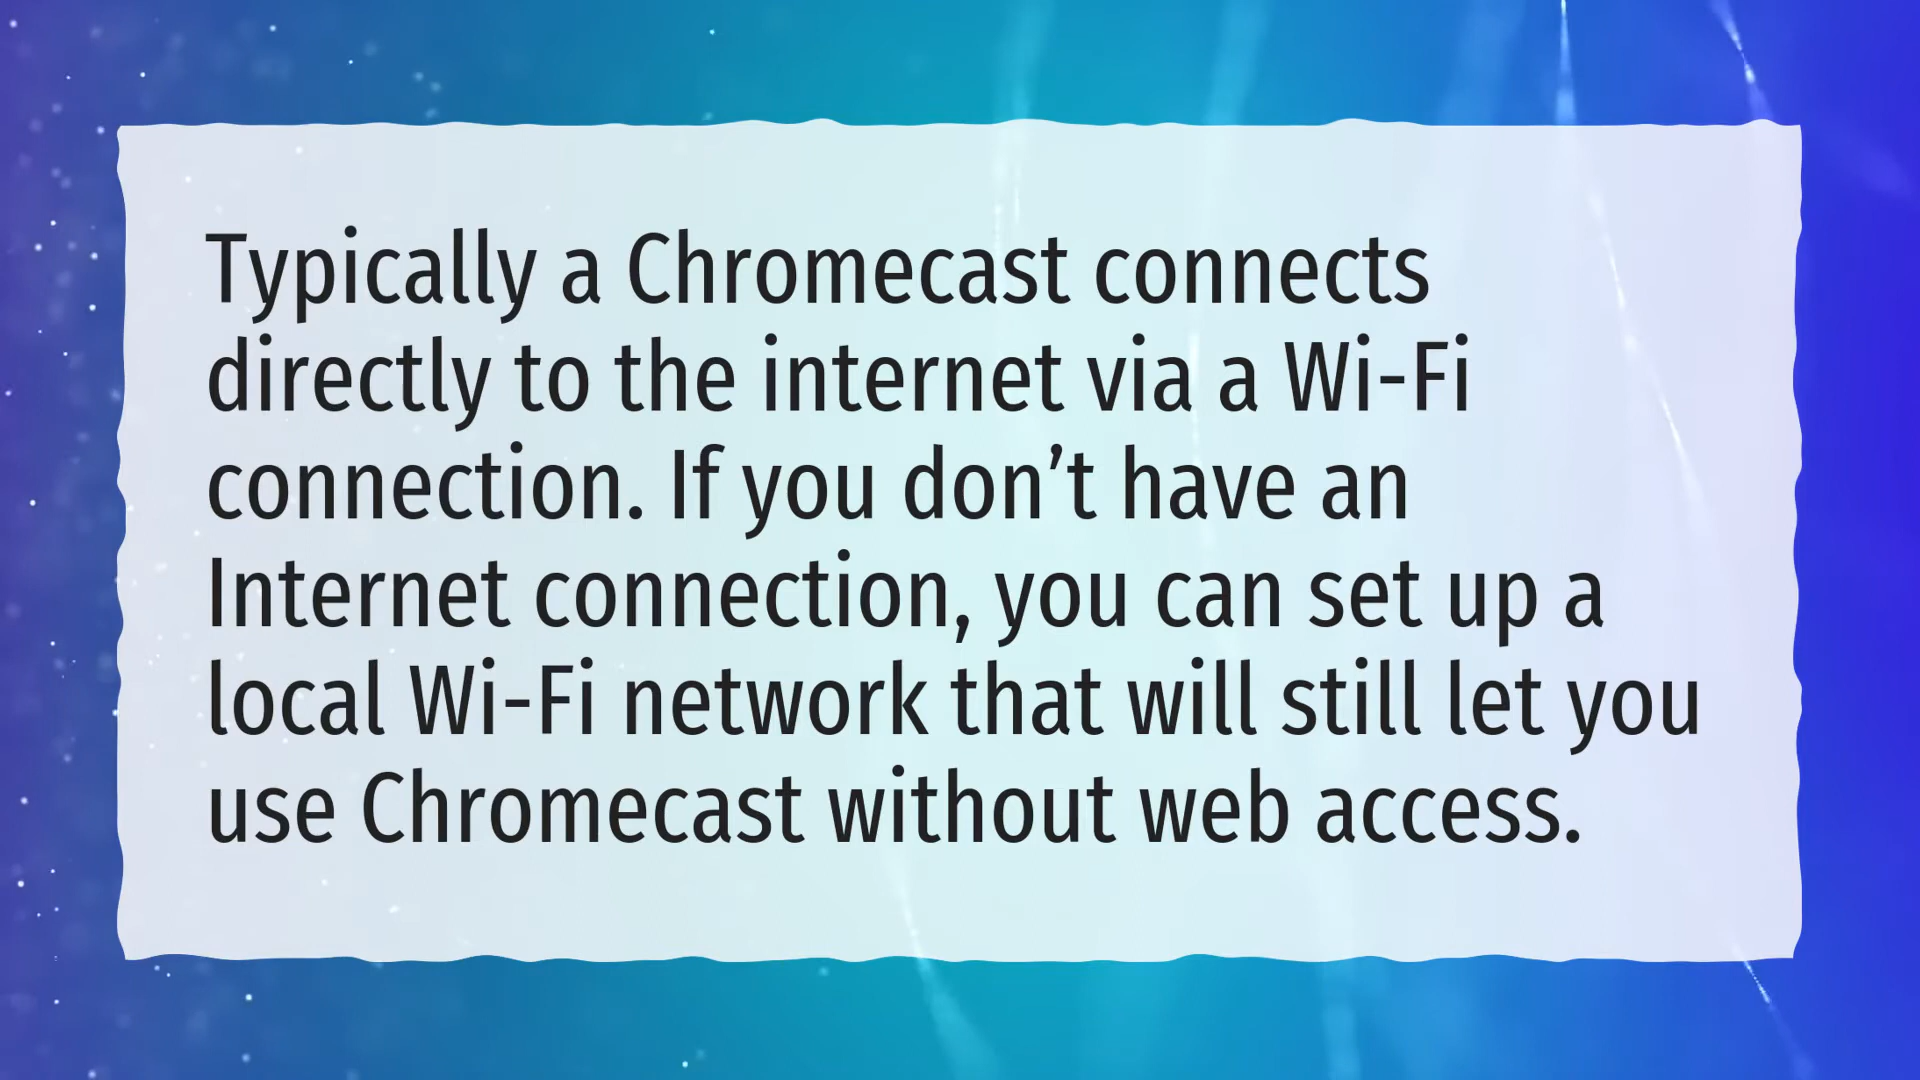 Typically a Chromecast connects
directly to the internet via a Wi-Fi
connection. If you don’t have an
Internet connection, you can set up a
local Wi-Fi network that will still let you
use Chromecast without web access.